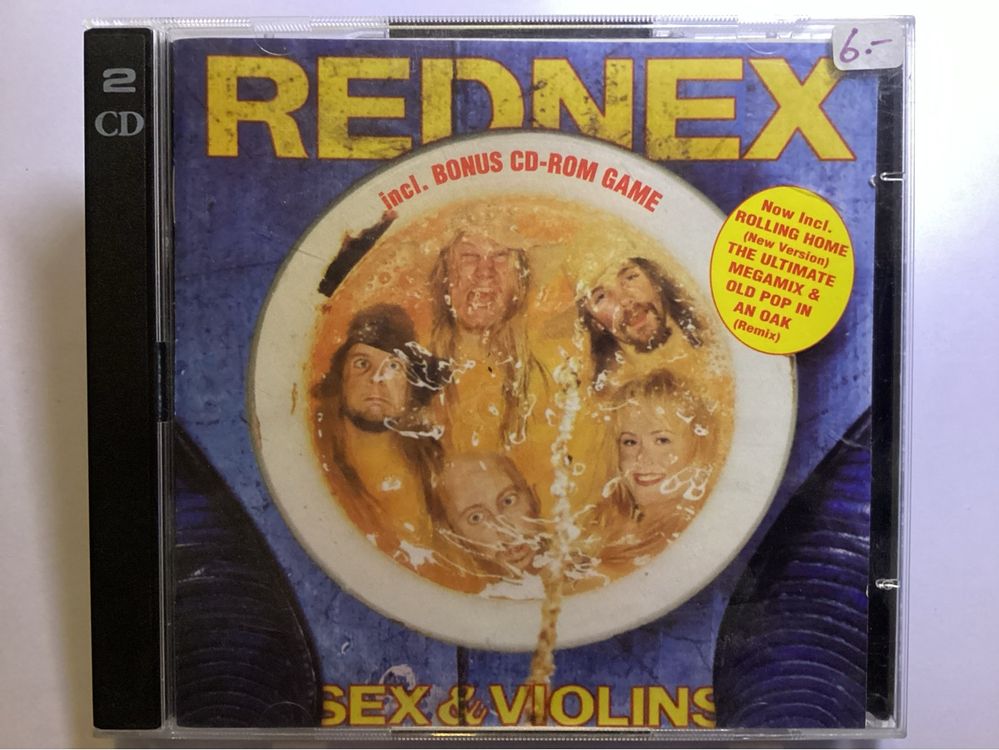 REDNEX
6.-
2
CD
incl. BONUS CD-ROM GAME
Now Incl.
ROLLING HOME
(New Version)
THE ULTIMATE
MEGAMIX &
OLD POP IN
AN OAK
(Remix)
SEX & VIOLINS